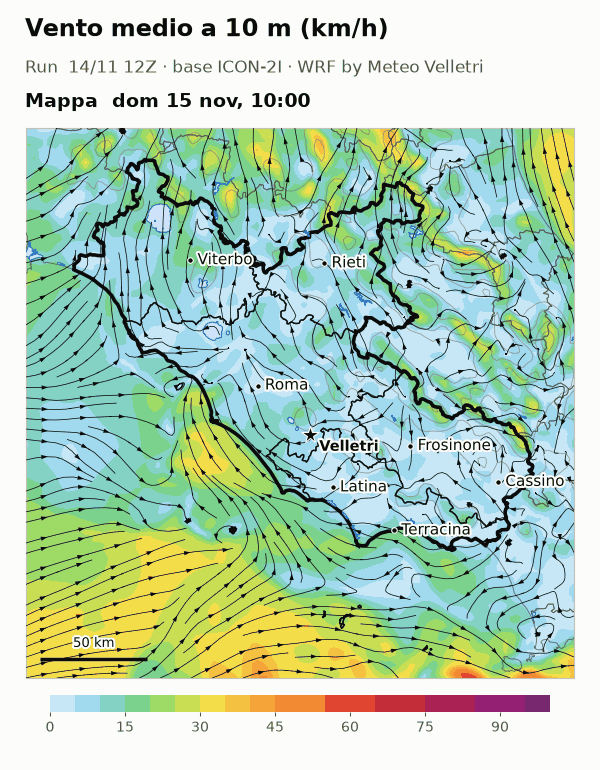 Vento medio a 10 m (km/h)
Run 14/11 12Z · base ICON-2I · WRF by Meteo Velletri
Mappa dom 15 nov, 10:00
Viterbo
Rieti
Roma
Velletri
Frosinone
Latina
Cassino
Terracina
50 km
0 15 30 45 60 75 90